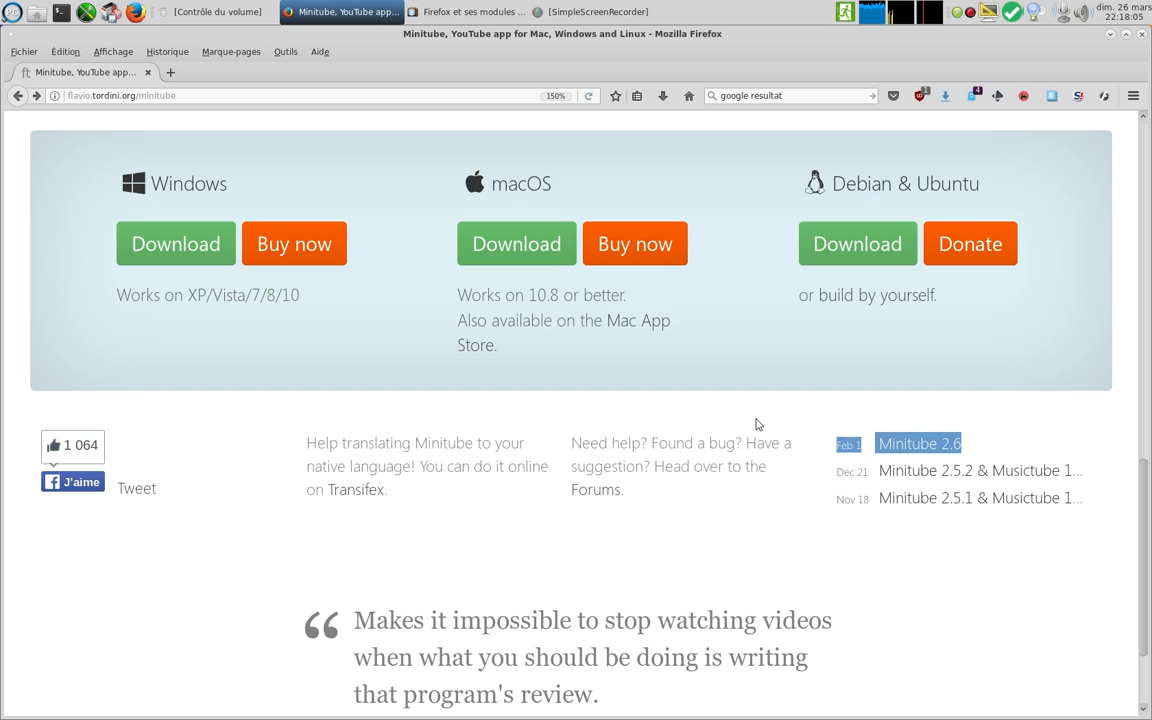 [Contrôle du volume]
Minitube, YouTube app...
Firefox et ses modules ...
[SimpleScreenRecorder]
dim. 26 mars
22:18:05
Minitube, YouTube app for Mac, Windows and Linux - Mozilla Firefox
Fichier Édition Affichage Historique Marque-pages Outils Aide
ft Minitube, YouTube app...
flavio.tordini.org/minitube
150%
google resultat
1
4
Windows
macOS
Debian & Ubuntu
Download Buy now
Download Buy now
Download Donate
Works on XP/Vista/7/8/10
Works on 10.8 or better.
Also available on the Mac App
Store.
or build by yourself.
1 064
J'aime
Tweet
Help translating Minitube to your
native language! You can do it online
on Transifex.
Need help? Found a bug? Have a
suggestion? Head over to the
Forums.
Feb 1 Minitube 2.6
Dec 21 Minitube 2.5.2 & Musictube 1...
Nov 18 Minitube 2.5.1 & Musictube 1...
“ Makes it impossible to stop watching videos
when what you should be doing is writing
that program's review.